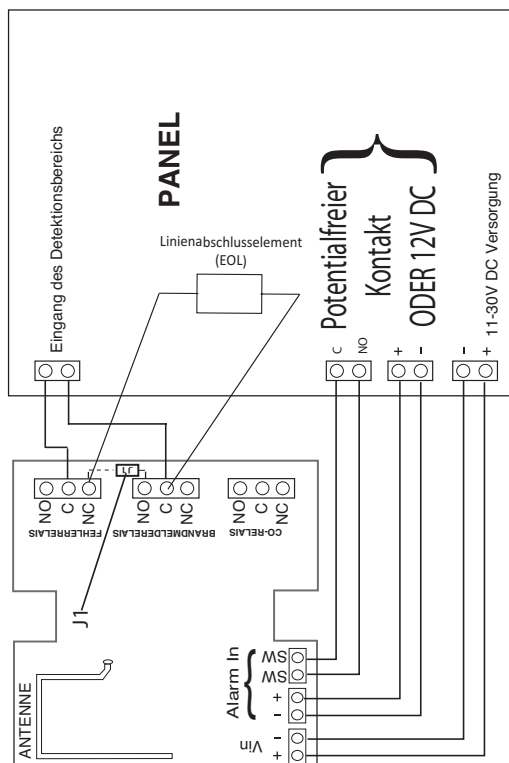 Eingang des Detektionsbereichs
PANEL
Linienabschlusselement
(EOL)
Potentialfreier
Kontakt
ODER 12V DC
11-30V DC Versorgung
C
NO
+
-
-
+
NO
C
NC
FEHLERRELAIS
J1
NO
C
NC
BRANDMELDERELAIS
NO
C
NC
CO-RELAIS
J1
ANTENNE
Alarm In
SW
SW
+
-
Vin
-
+